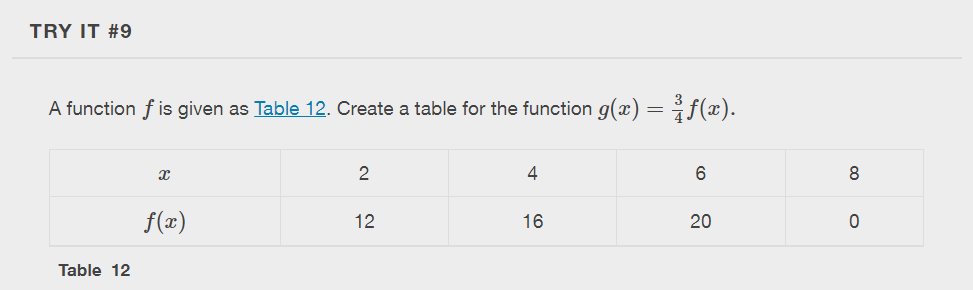 TRY IT #9
A function f is given as Table 12. Create a table for the function g(x) = 3/4 f(x).
x 2 4 6 8
f(x) 12 16 20 0
Table 12